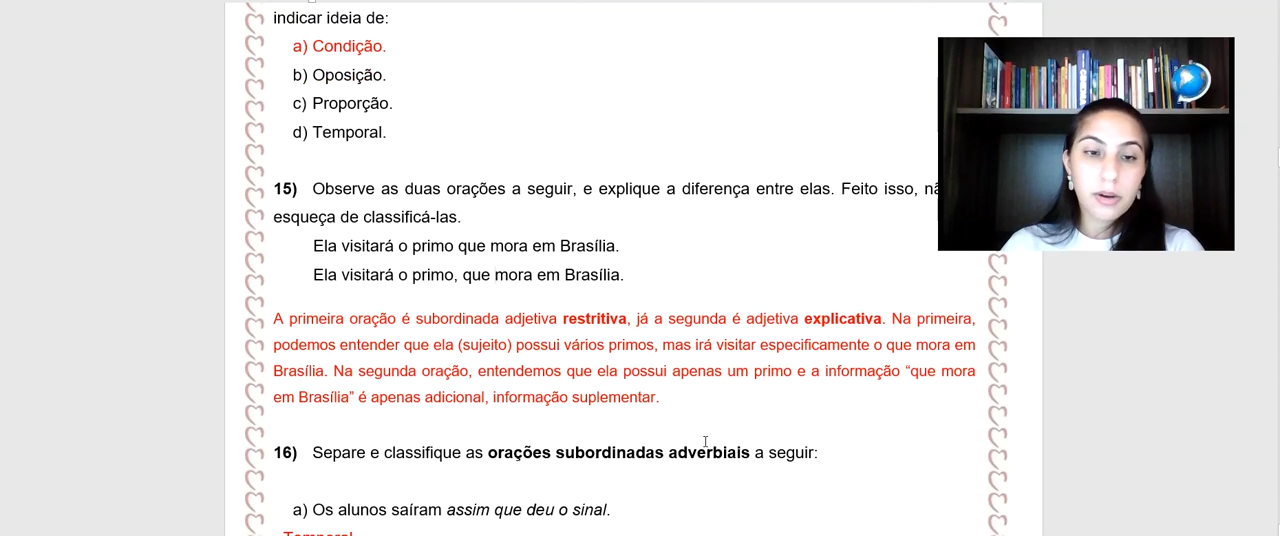 indicar ideia de:
a) Condição.
b) Oposição.
c) Proporção.
d) Temporal.
15) Observe as duas orações a seguir, e explique a diferença entre elas. Feito isso,
esqueça de classificá-las.
Ela visitará o primo que mora em Brasília.
Ela visitará o primo, que mora em Brasília.
A primeira oração é subordinada adjetiva restritiva, já a segunda é adjetiva explicativa. Na primeira,
podemos entender que ela (sujeito) possui vários primos, mas irá visitar especificamente o que mora em
Brasília. Na segunda oração, entendemos que ela possui apenas um primo e a informação “que mora
em Brasília” é apenas adicional, informação suplementar.
16) Separe e classifique as orações subordinadas adverbiais a seguir:
a) Os alunos saíram assim que deu o sinal.